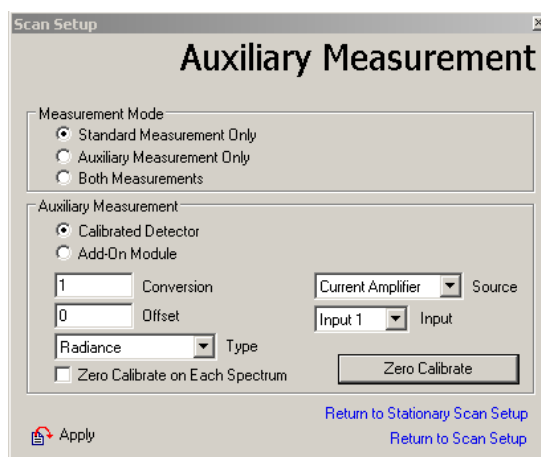 Scan Setup
Auxiliary Measurement
Measurement Mode
Standard Measurement Only
Auxiliary Measurement Only
Both Measurements
Auxiliary Measurement
Calibrated Detector
Add-On Module
1 Conversion Current Amplifier Source
0 Offset Input 1 Input
Radiance Type
Zero Calibrate on Each Spectrum Zero Calibrate
Return to Stationary Scan Setup
Apply Return to Scan Setup